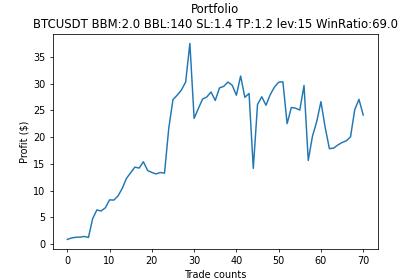 Portfolio
BTCUSDT BBM:2.0 BBL:140 SL:1.4 TP:1.2 lev:15 WinRatio:69.0
35
30
25
20
15
10
5
0
Profit ($)
0 10 20 30 40 50 60 70
Trade counts